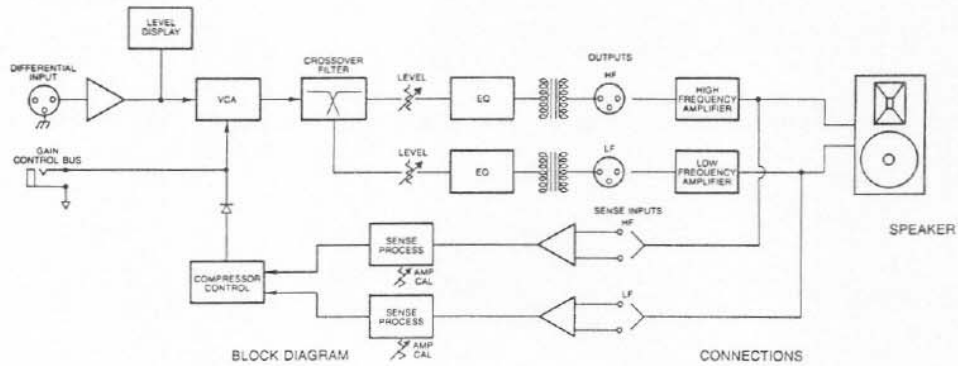 LEVEL
DISPLAY
DIFFERENTIAL
INPUT
VCA
CROSSOVER
FILTER
LEVEL
EQ
OUTPUTS
HF
HIGH
FREQUENCY
AMPLIFIER
GAIN
CONTROL BUS
LEVEL
EQ
LF
LOW
FREQUENCY
AMPLIFIER
SPEAKER
SENSE INPUTS
HF
SENSE
PROCESS
AMP
CAL
COMPRESSOR
CONTROL
LF
SENSE
PROCESS
AMP
CAL
BLOCK DIAGRAM
CONNECTIONS